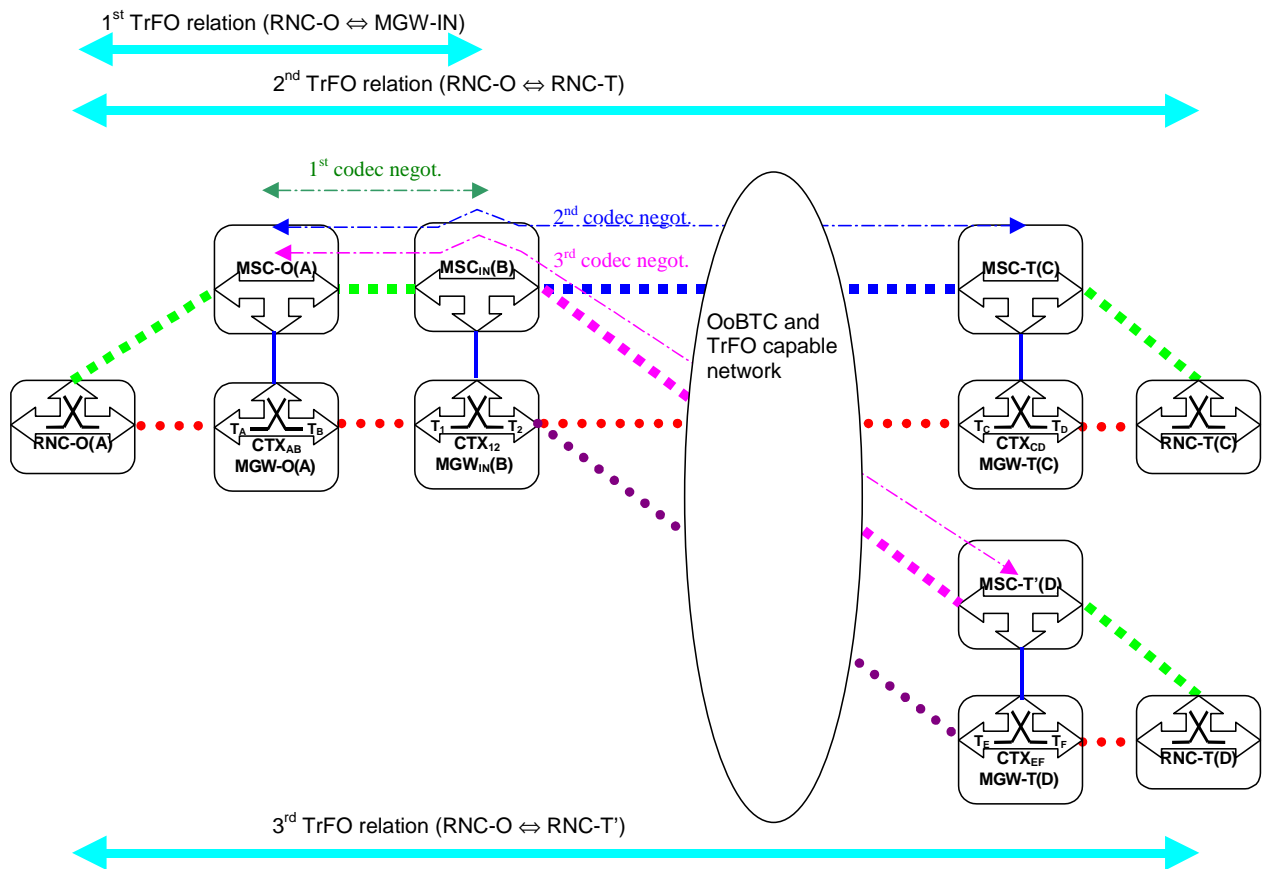 1st TrFO relation (RNC-O ⇔ MGW-IN)
2nd TrFO relation (RNC-O ⇔ RNC-T)
1st codec negot.
2nd codec negot.
3rd codec negot.
MSC-O(A)
MSCIN(B)
MSC-T(C)
OoBTC and
TrFO capable
network
RNC-O(A)
TA TB
CTXAB
MGW-O(A)
T1 T2
CTX12
MGWIN(B)
TC TD
CTXCD
MGW-T(C)
RNC-T(C)
MSC-T'(D)
TE TF
CTXEF
MGW-T(D)
RNC-T(D)
3rd TrFO relation (RNC-O ⇔ RNC-T')